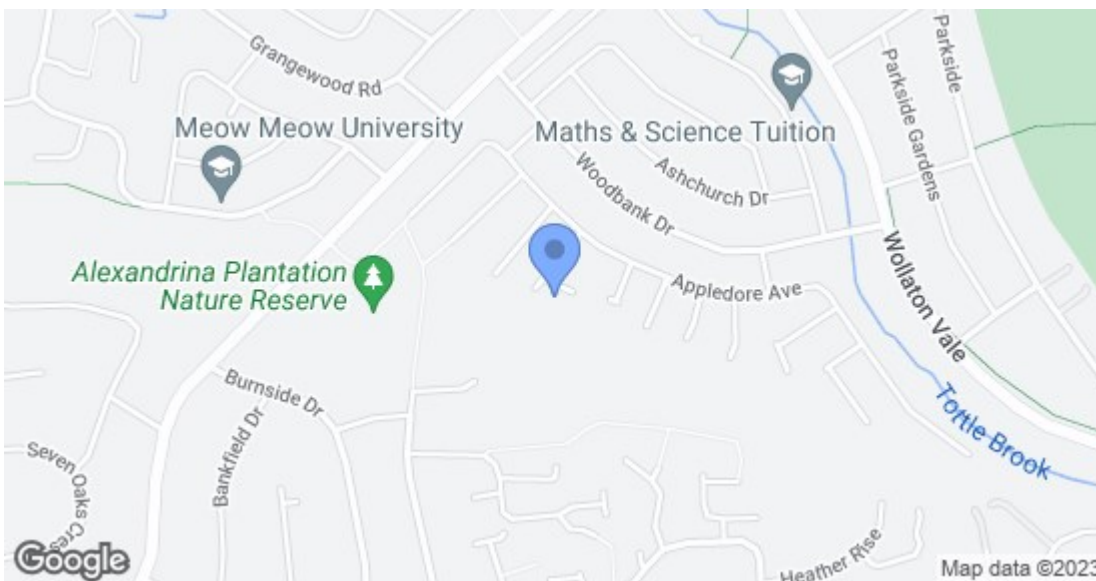 Grangewood Rd
Parkside
Parkside Gardens
Meow Meow University
Maths & Science Tuition
Ashchurch Dr
Woodbank Dr
Alexandrina Plantation
Nature Reserve
Appledore Ave
Wollaton Vale
Burnside Dr
Bankfield Dr
Tottle Brook
Seven Oaks Cres
Heather Rise
Google
Map data ©2023